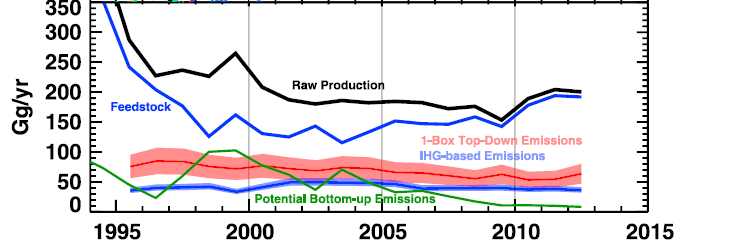 350
300
250
200
150
100
50
0
Gg/yr
Raw Production
Feedstock
1-Box Top-Down Emissions
IHG-based Emissions
Potential Bottom-up Emissions
1995 2000 2005 2010 2015